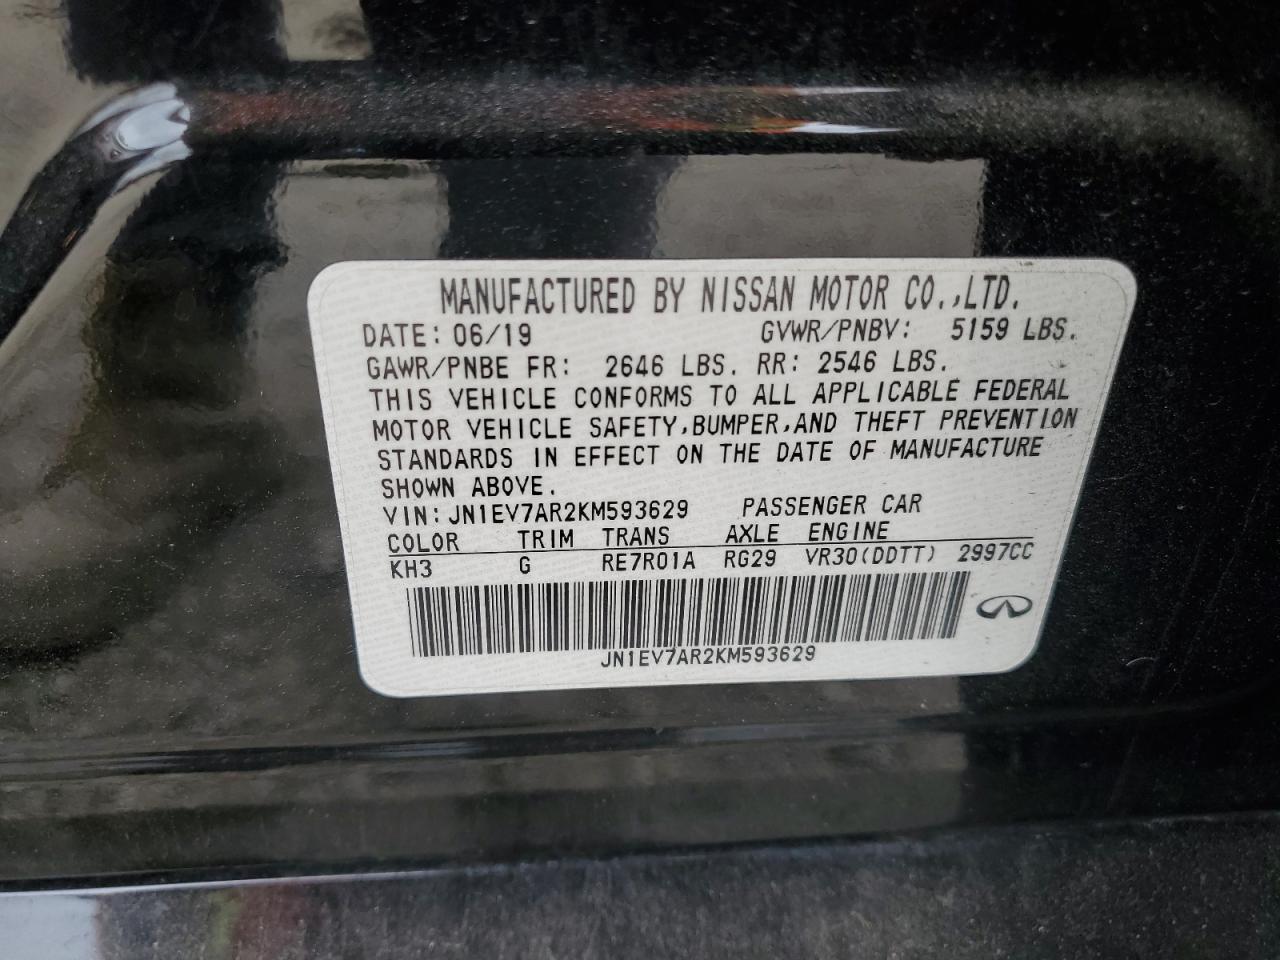 MANUFACTURED BY NISSAN MOTOR CO.,LTD.
DATE: 06/19 GVWR/PNBV: 5159 LBS.
GAWR/PNBE FR: 2646 LBS. RR: 2546 LBS.
THIS VEHICLE CONFORMS TO ALL APPLICABLE FEDERAL
MOTOR VEHICLE SAFETY,BUMPER,AND THEFT PREVENTION
STANDARDS IN EFFECT ON THE DATE OF MANUFACTURE
SHOWN ABOVE.
VIN:JN1EV7AR2KM593629 PASSENGER CAR
COLOR TRIM TRANS AXLE ENGINE
KH3 G RE7R01A RG29 VR30(DDTT) 2997CC
JN1EV7AR2KM593629